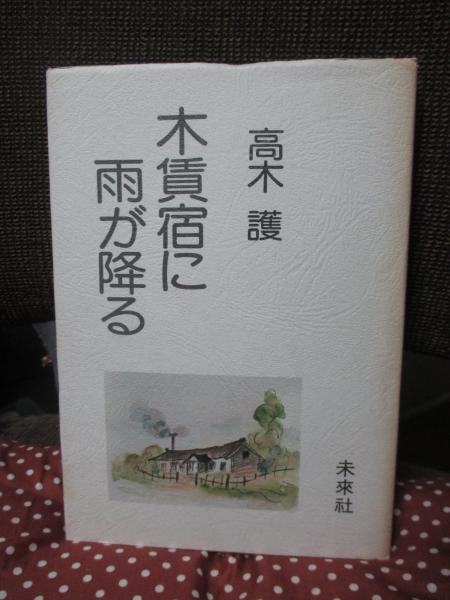 高木 護
木賃宿に
雨が降る
未來社